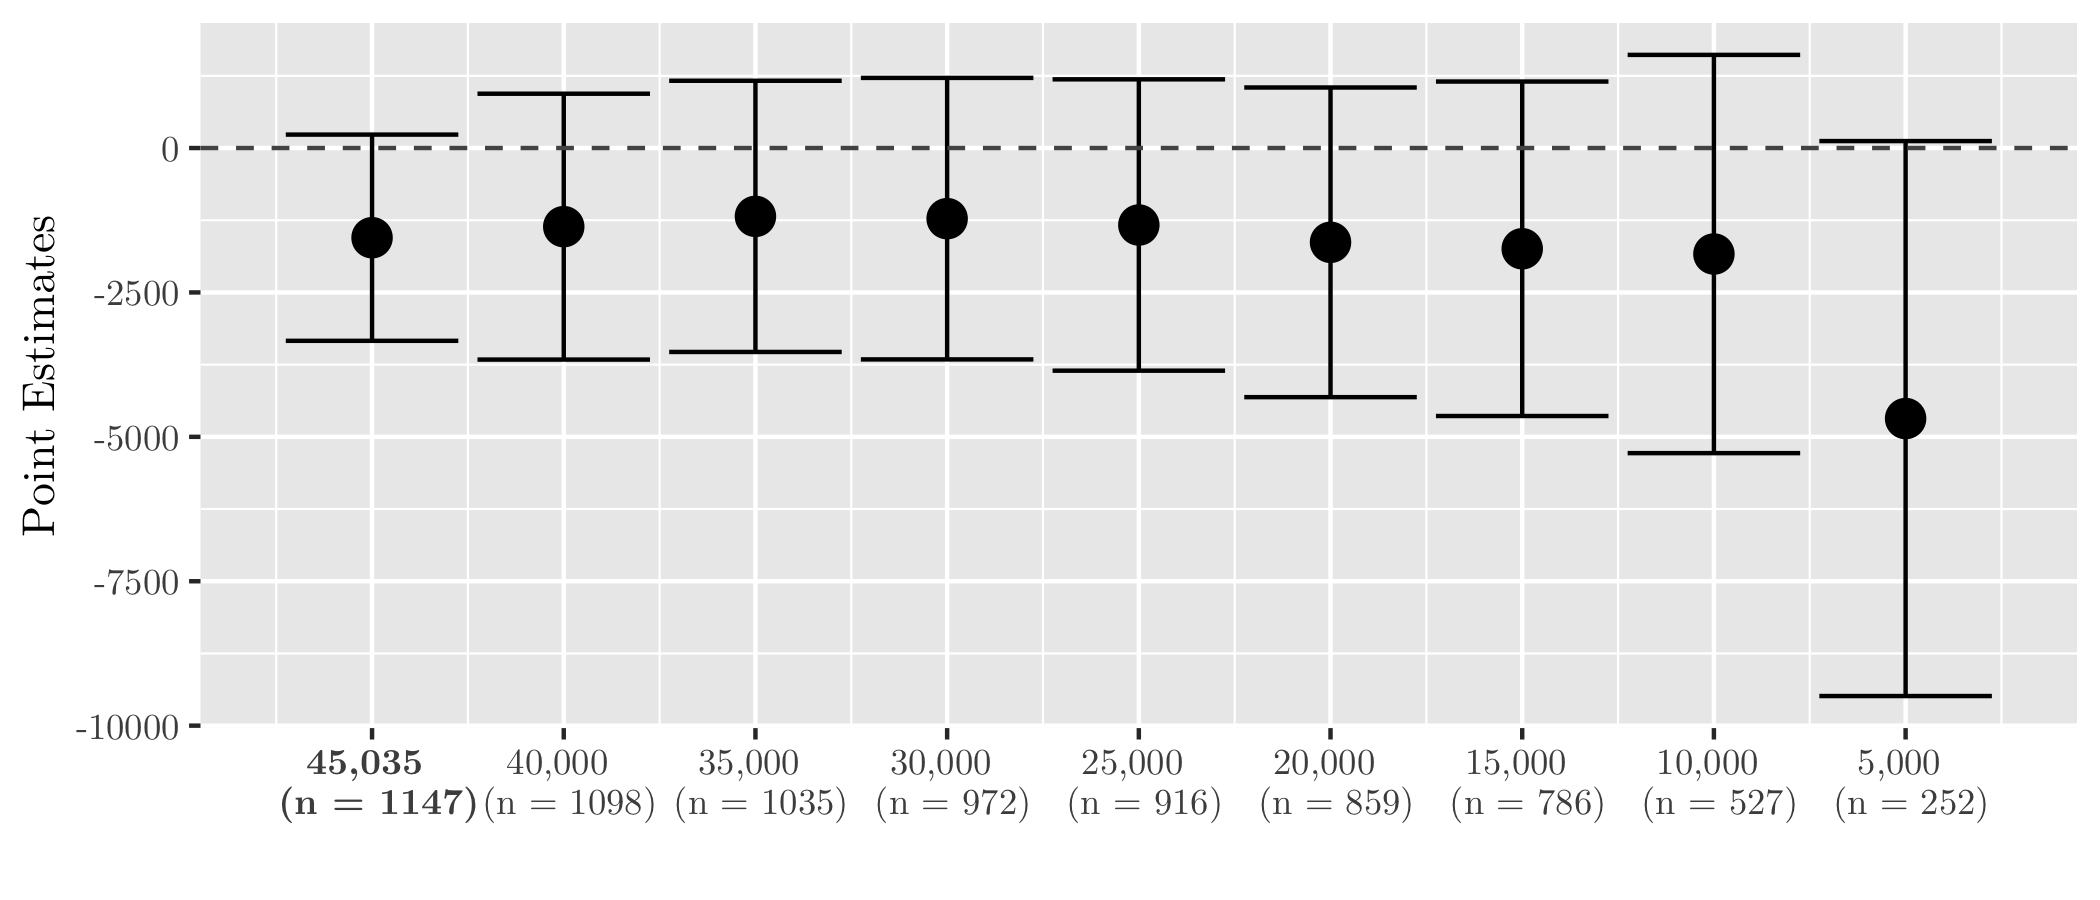 Point Estimates
0
-2500
-5000
-7500
-10000
45,035 40,000 35,000 30,000 25,000 20,000 15,000 10,000 5,000
(n = 1147) (n = 1098) (n = 1035) (n = 972) (n = 916) (n = 859) (n = 786) (n = 527) (n = 252)